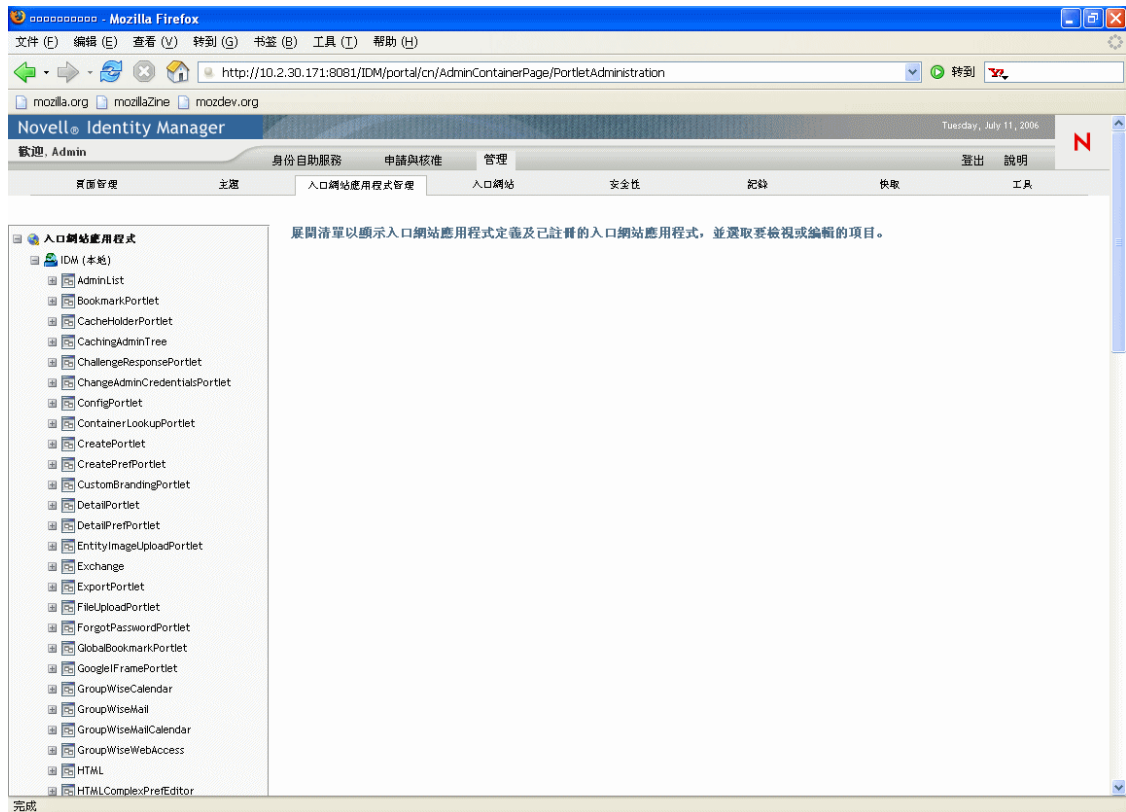 - Mozilla Firefox
文件 (F) 编辑 (E) 查看 (V) 转到 (G) 书签 (B) 工具 (T) 帮助 (H)
http://10.2.30.171:8081/IDM/portal/cn/AdminContainerPage/PortletAdministration 转到
mozilla.org mozillaZine mozdev.org
Novell® Identity Manager Tuesday, July 11, 2006
歡迎, Admin N
身份自助服務 申請與核准 管理 登出 說明
頁面管理 主題 入口網站應用程式管理 入口網站 安全性 紀錄 快取 工具
入口網站應用程式
展開清單以顯示入口網站應用程式定義及已註冊的入口網站應用程式，並選取要檢視或編輯的項目。
IDM (本地)
AdminList
BookmarkPortlet
CacheHolderPortlet
CachingAdminTree
ChallengeResponsePortlet
ChangeAdminCredentialsPortlet
ConfigPortlet
ContainerLookupPortlet
CreatePortlet
CreatePrefPortlet
CustomBrandingPortlet
DetailPortlet
DetailPrefPortlet
EntityImageUploadPortlet
Exchange
ExportPortlet
FileUploadPortlet
ForgotPasswordPortlet
GlobalBookmarkPortlet
GoogleIFramePortlet
GroupWiseCalendar
GroupWiseMail
GroupWiseMailCalendar
GroupWiseWebAccess
HTML
HTMLComplexPrefEditor
完成